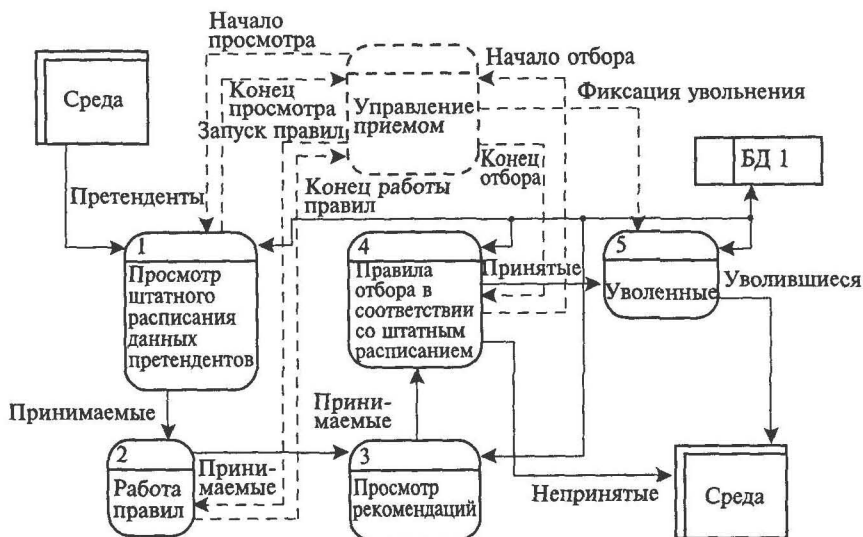 Начало
просмотра
Среда
Конец
просмотра
Запуск правил
Управление
приемом
Начало отбора
Фиксация увольнения
Конец
отбора
БД 1
Претенденты
Конец работы
правил
1
Просмотр
штатного
расписания
данных
претендентов
4
Правила
отбора в
соответствии
со штатным
расписанием
Принятые
5
Уволенные
Уволившиеся
Принимаемые
Прини-
маемые
2
Работа
правил
Прини-
маемые
3
Просмотр
рекомендаций
Непринятые
Среда